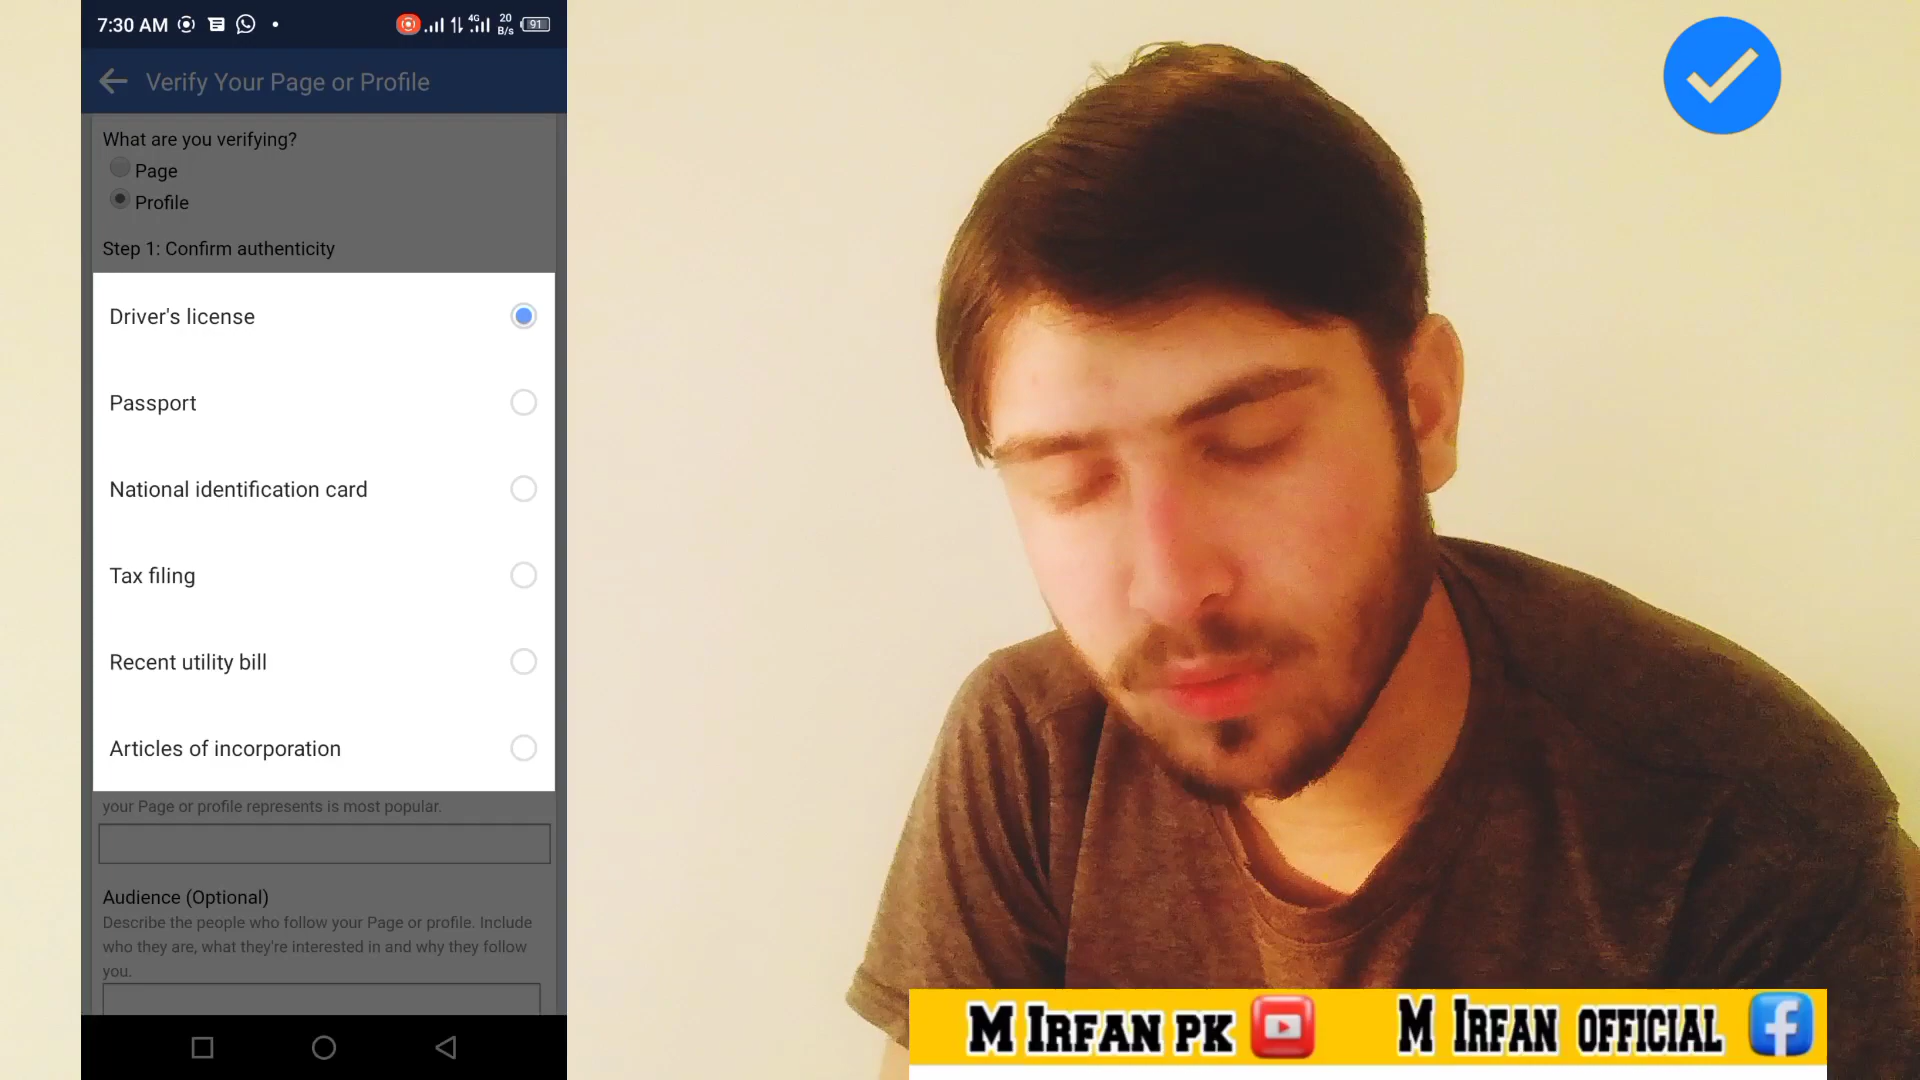 7:30 AM
4G
20
B/s
91
Verify Your Page or Profile
What are you verifying?
Page
Profile
Step 1: Confirm authenticity
Driver's license
Passport
National identification card
Tax filing
Recent utility bill
Articles of incorporation
your Page or profile represents is most popular.
Audience (Optional)
Describe the people who follow your Page or profile. Include
who they are, what they're interested in and why they follow
you.
M IRFAN PK
M IRFAN OFFICIAL